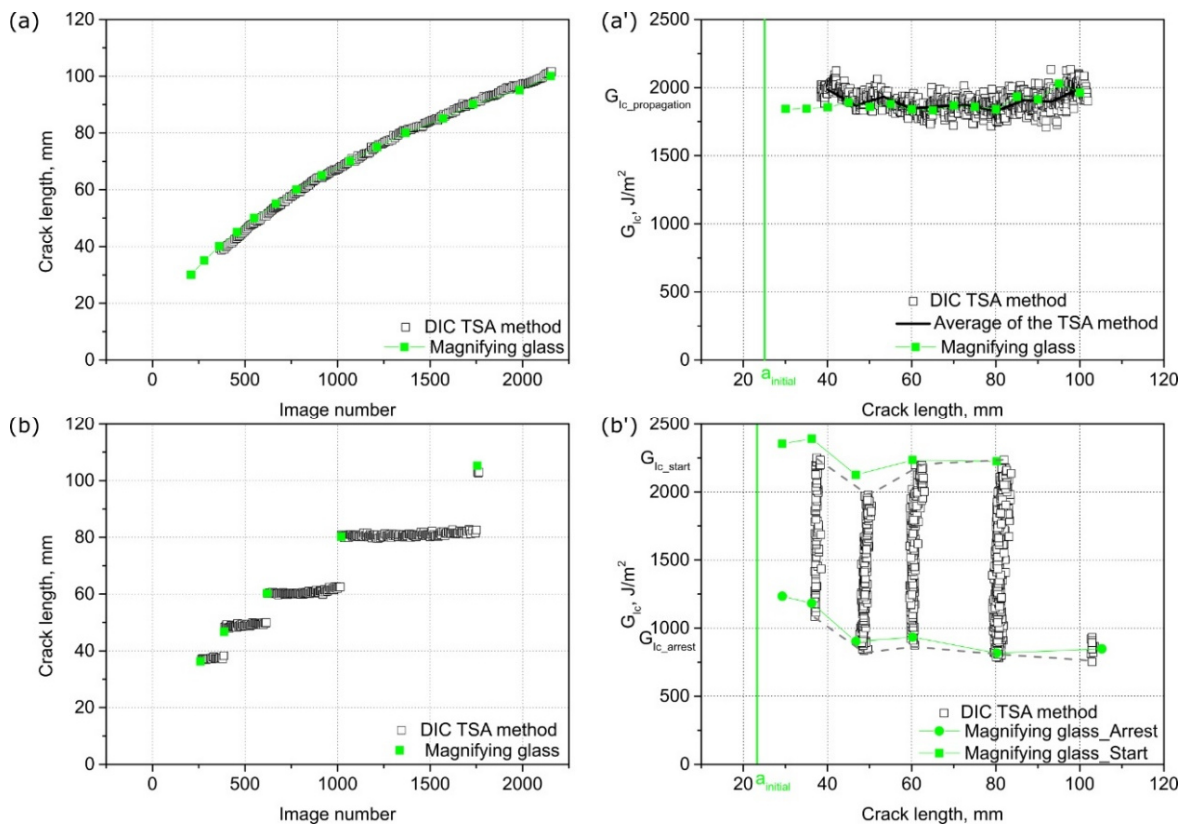 (a)
120
100
80
60
40
20
0
Crack length, mm
DIC TSA method
Magnifying glass
0 500 1000 1500 2000
Image number
(a')
2500
2000
G_Ic_propagation
1500
1000
500
0
G_Ic, J/m²
DIC TSA method
Average of the TSA method
Magnifying glass
20 40 60 80 100 120
a_initial
Crack length, mm
(b)
120
100
80
60
40
20
0
Crack length, mm
DIC TSA method
Magnifying glass
0 500 1000 1500 2000
Image number
(b')
2500
G_Ic_start
2000
1500
1000
G_Ic_arrest
500
0
G_Ic, J/m²
DIC TSA method
Magnifying glass_Arrest
Magnifying glass_Start
20 40 60 80 100 120
a_initial
Crack length, mm